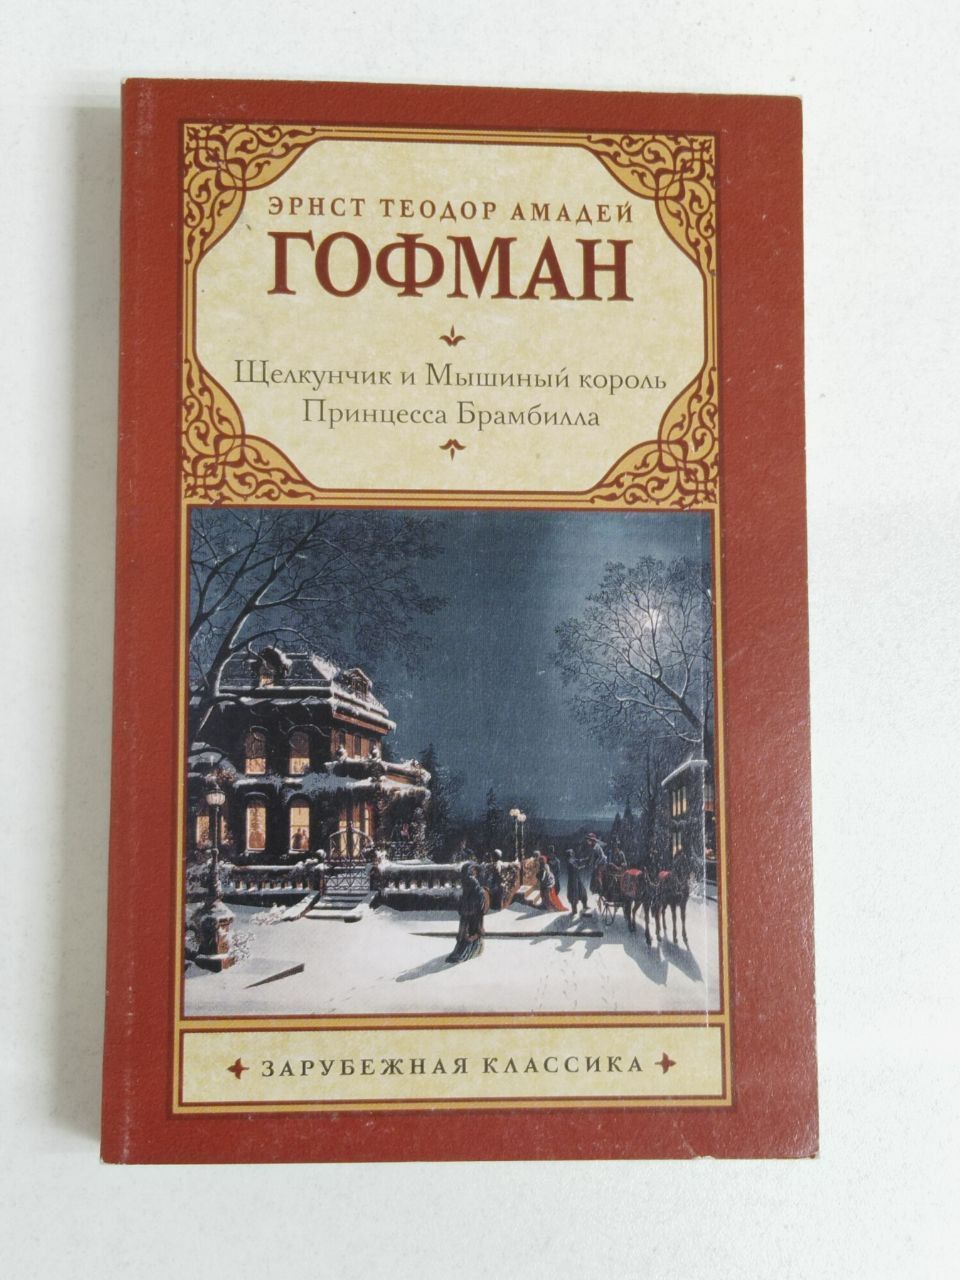 ЭРНСТ ТЕОДОР АМАДЕЙ
ГОФМАН
Щелкунчик и Мышиный король
Принцесса Брамбилла
ЗАРУБЕЖНАЯ КЛАССИКА